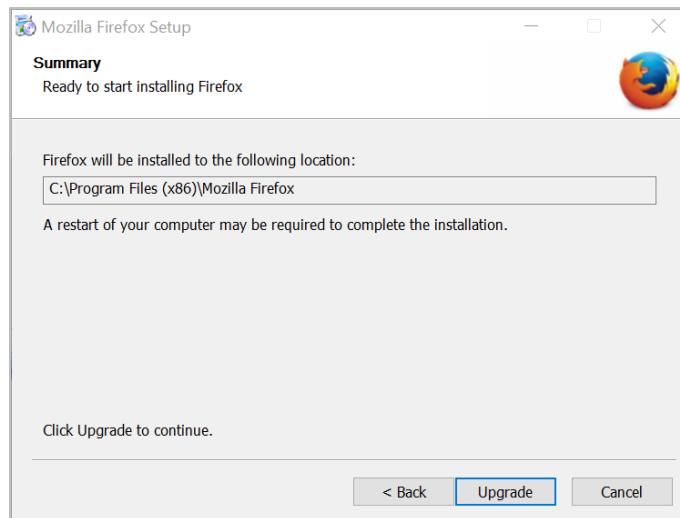 Mozilla Firefox Setup
Summary
Ready to start installing Firefox
Firefox will be installed to the following location:
C:\Program Files (x86)\Mozilla Firefox
A restart of your computer may be required to complete the installation.
Click Upgrade to continue.
< Back Upgrade Cancel